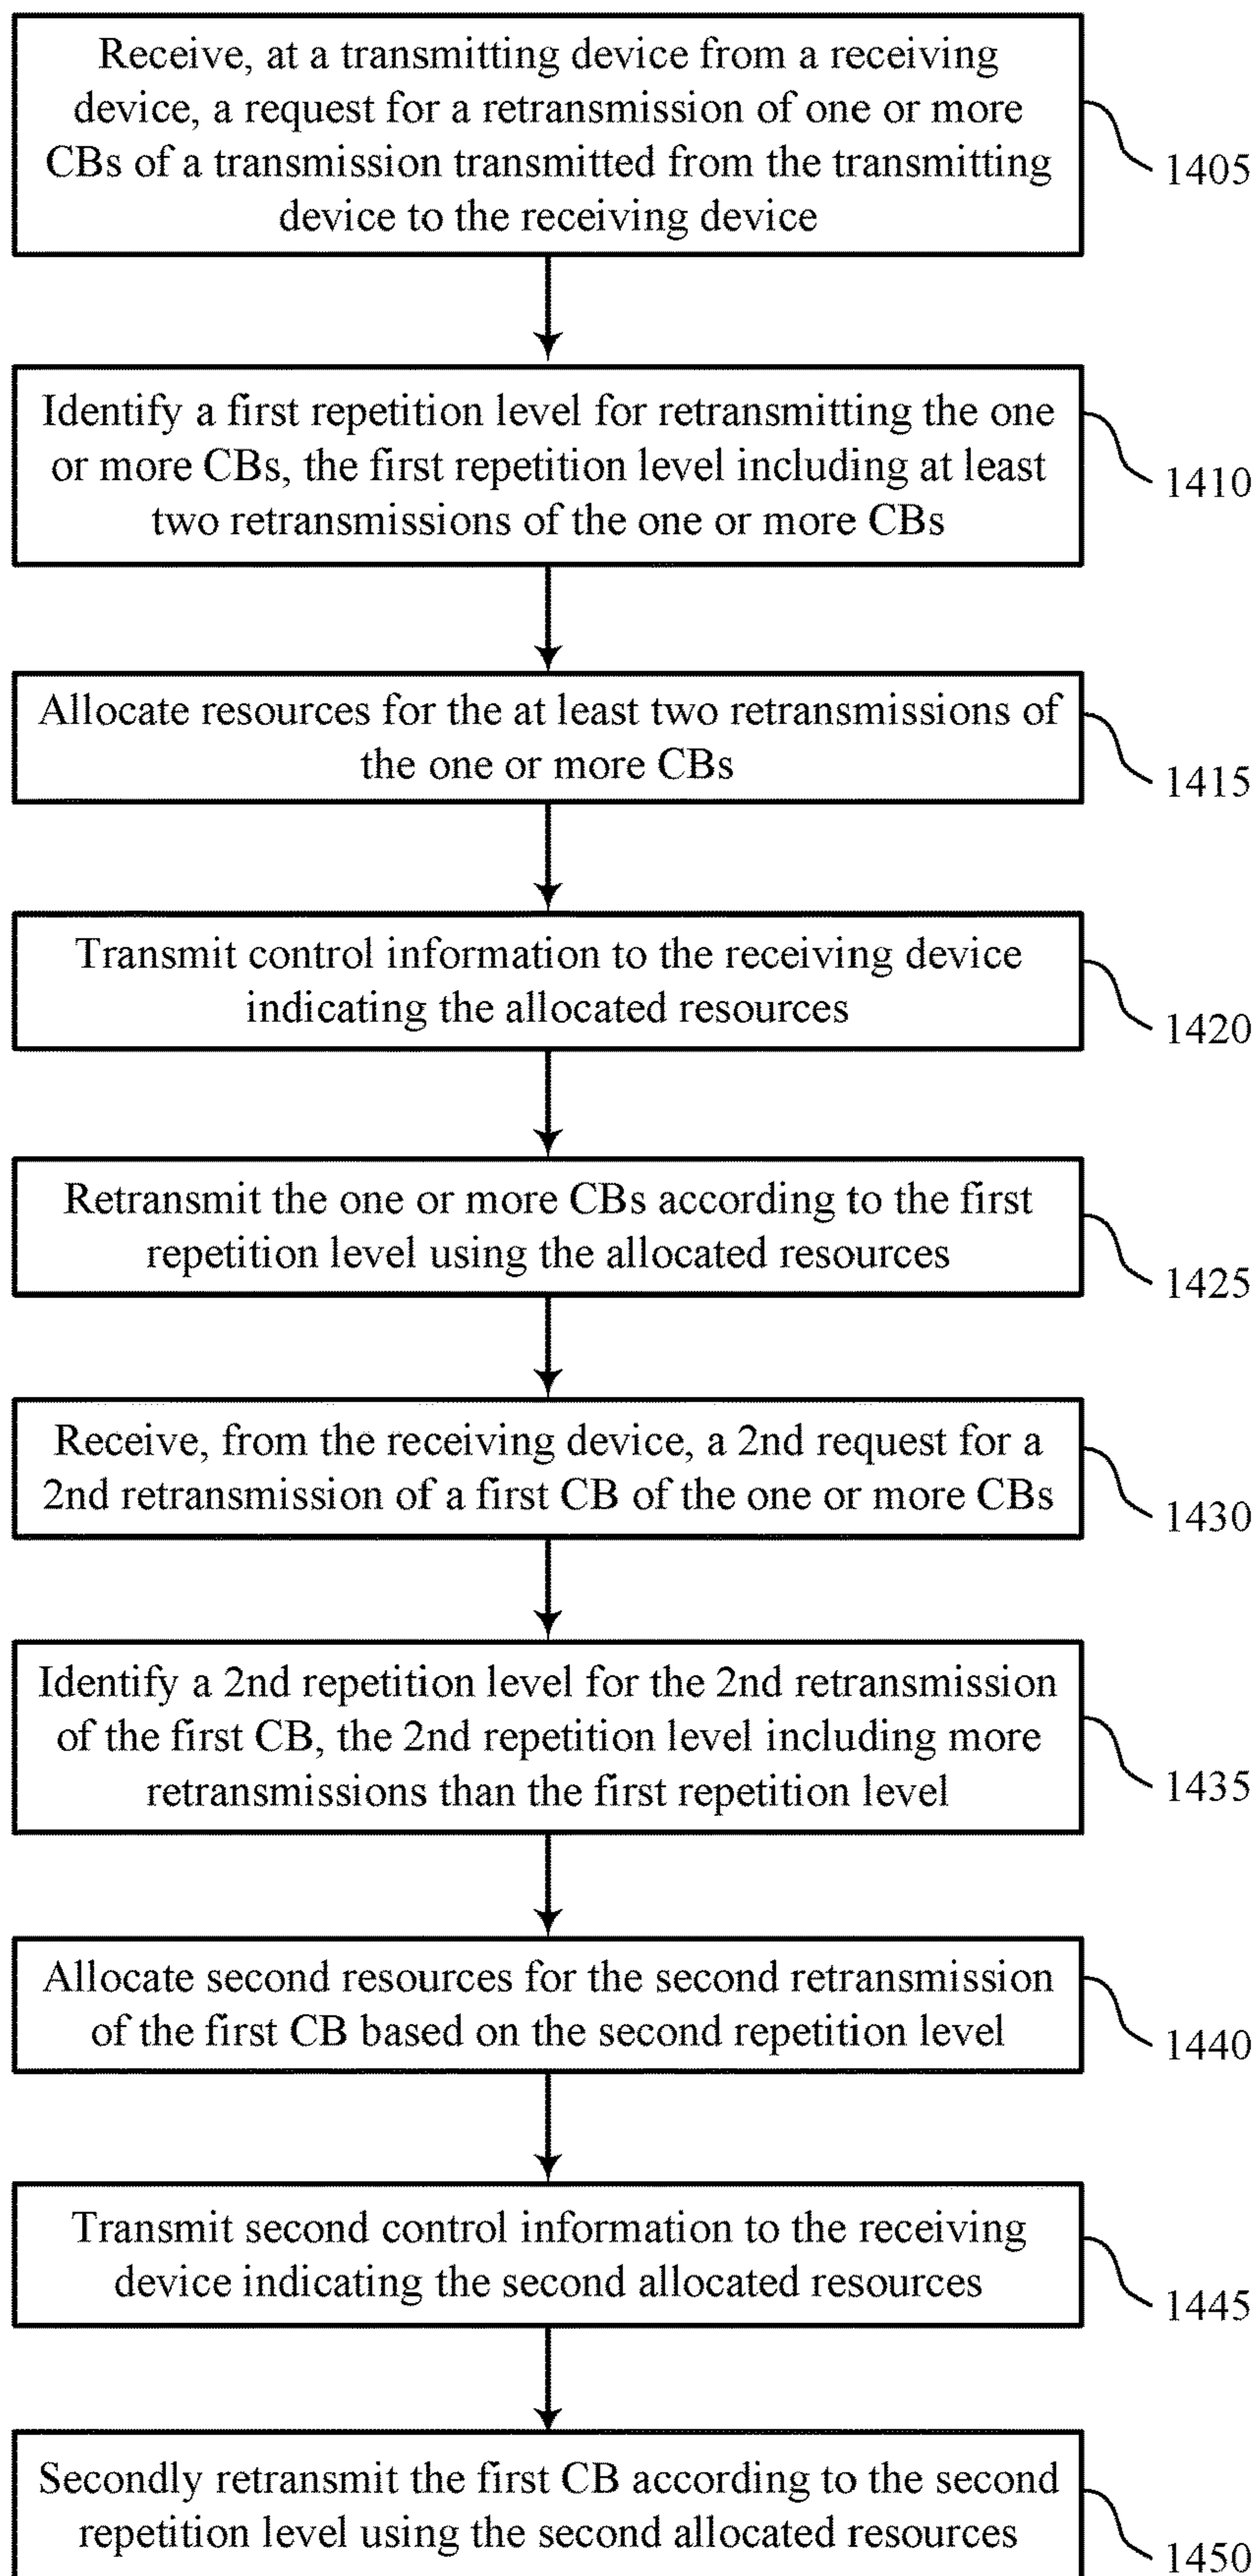 Receive, at a transmitting device from a receiving
device, a request for a retransmission of one or more
CBs of a transmission transmitted from the transmitting
device to the receiving device
1405
Identify a first repetition level for retransmitting the one
or more CBs, the first repetition level including at least
two retransmissions of the one or more CBs
1410
Allocate resources for the at least two retransmissions of
the one or more CBs
1415
Transmit control information to the receiving device
indicating the allocated resources
1420
Retransmit the one or more CBs according to the first
repetition level using the allocated resources
1425
Receive, from the receiving device, a 2nd request for a
2nd retransmission of a first CB of the one or more CBs
1430
Identify a 2nd repetition level for the 2nd retransmission
of the first CB, the 2nd repetition level including more
retransmissions than the first repetition level
1435
Allocate second resources for the second retransmission
of the first CB based on the second repetition level
1440
Transmit second control information to the receiving
device indicating the second allocated resources
1445
Secondly retransmit the first CB according to the second
repetition level using the second allocated resources
1450